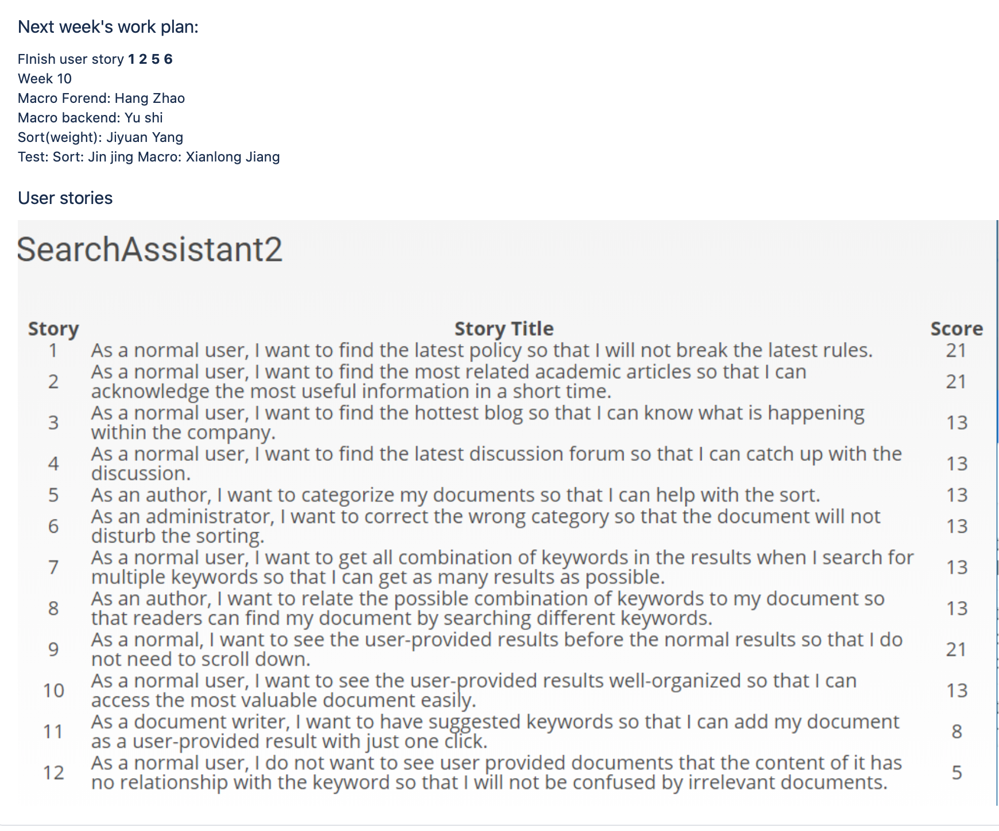 Next week's work plan:
FInish user story 1 2 5 6
Week 10
Macro Forend: Hang Zhao
Macro backend: Yu shi
Sort(weight): Jiyuan Yang
Test: Sort: Jin jing Macro: Xianlong Jiang
User stories
SearchAssistant2
Story Story Title Score
1 As a normal user, I want to find the latest policy so that I will not break the latest rules. 21
2 As a normal user, I want to find the most related academic articles so that I can
acknowledge the most useful information in a short time. 21
3 As a normal user, I want to find the hottest blog so that I can know what is happening
within the company. 13
4 As a normal user, I want to find the latest discussion forum so that I can catch up with the
discussion. 13
5 As an author, I want to categorize my documents so that I can help with the sort. 13
6 As an administrator, I want to correct the wrong category so that the document will not
disturb the sorting. 13
7 As a normal user, I want to get all combination of keywords in the results when I search for
multiple keywords so that I can get as many results as possible. 13
8 As an author, I want to relate the possible combination of keywords to my document so
that readers can find my document by searching different keywords. 13
9 As a normal, I want to see the user-provided results before the normal results so that I do
not need to scroll down. 21
10 As a normal user, I want to see the user-provided results well-organized so that I can
access the most valuable document easily. 13
11 As a document writer, I want to have suggested keywords so that I can add my document
as a user-provided result with just one click. 8
12 As a normal user, I do not want to see user provided documents that the content of it has
no relationship with the keyword so that I will not be confused by irrelevant documents. 5